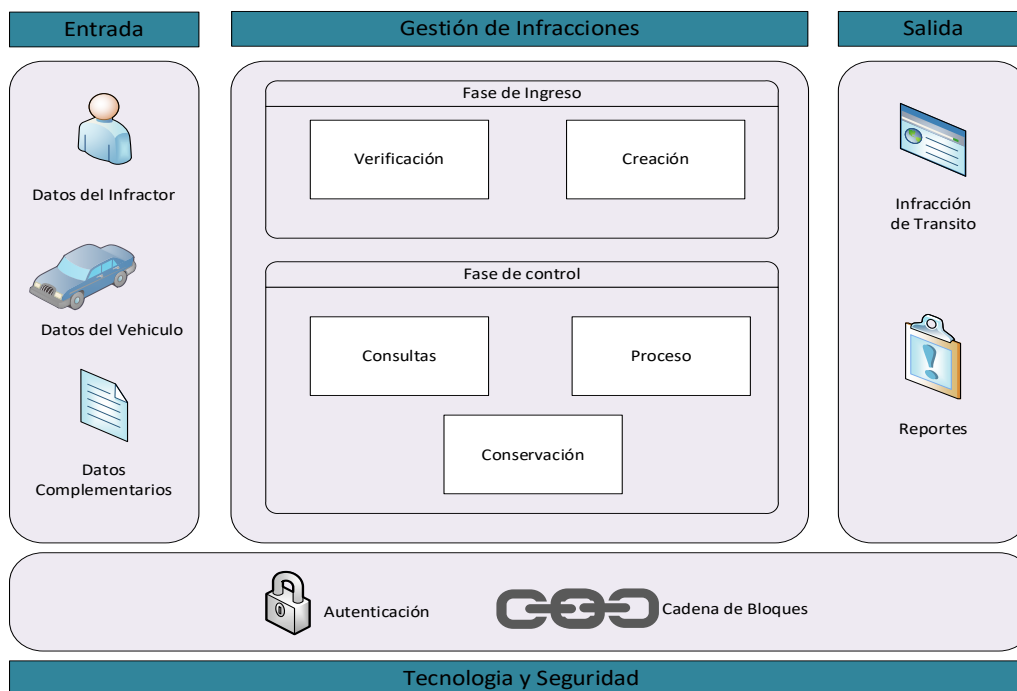 Entrada
Gestión de Infracciones
Salida
Datos del Infractor
Datos del Vehiculo
Datos
Complementarios
Fase de Ingreso
Verificación
Creación
Fase de control
Consultas
Proceso
Conservación
Infracción
de Transito
Reportes
Autenticación
Cadena de Bloques
Tecnologia y Seguridad